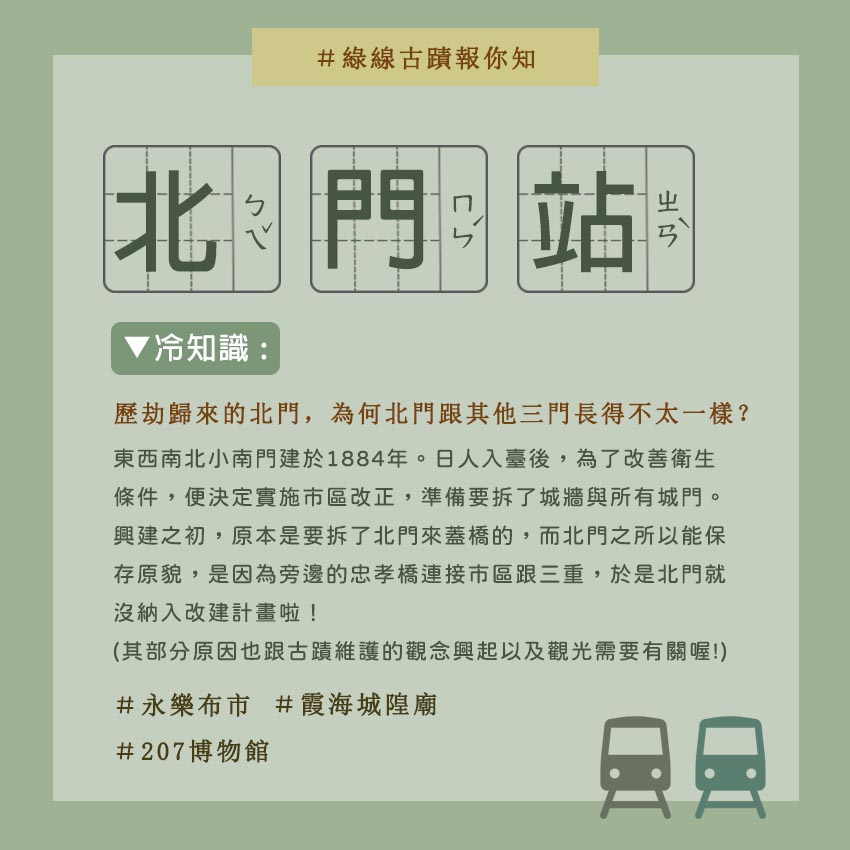 ＃綠線古蹟報你知
北門站
ㄅㄟˇ ㄇㄣˊ ㄓㄢˋ
▼冷知識：
歷劫歸來的北門，為何北門跟其他三門長得不太一樣？
東西南北小南門建於1884年。日人入臺後，為了改善衛生
條件，便決定實施市區改正，準備要拆了城牆與所有城門。
興建之初，原本是要拆了北門來蓋橋的，而北門之所以能保
存原貌，是因為旁邊的忠孝橋連接市區跟三重，於是北門就
沒納入改建計畫啦！
(其部分原因也跟古蹟維護的觀念興起以及觀光需要有關喔!)
＃永樂布市 ＃霞海城隍廟
＃207博物館